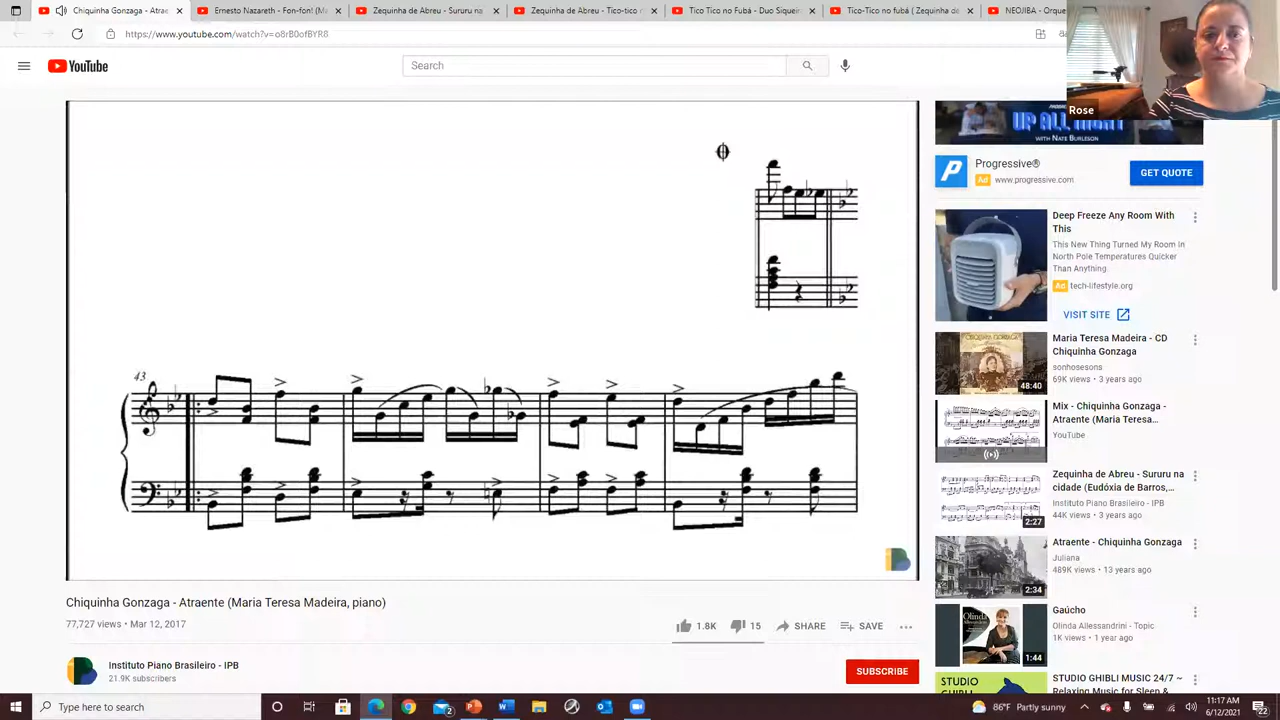 Chiquinha Gonzaga - Atrae
Ernesto Nazareth - Fon-fon! (M
Zequinha de Abreu - Sururu na
Zequinha de Abreu - Tico-tico n
Tico Tico no Fubá - Duo Sique
Tico-Tico no fubá ( Zequinha de
NEOJIBA - Orque
https://www.youtube.com/watch?v=o8rB0ofBYR8
YouTube
Search
Rose
UP ALL NIGHT
WITH NATE BURLESON
Progressive®
Ad www.progressive.com
GET QUOTE
Deep Freeze Any Room With
This
This New Thing Turned My Room In
North Pole Temperatures Quicker
Than Anything.
Ad tech-lifestyle.org
VISIT SITE
43
Maria Teresa Madeira - CD
Chiquinha Gonzaga
sonhosesons
69K views • 3 years ago
48:40
Mix - Chiquinha Gonzaga -
Atraente (Maria Teresa...
YouTube
Zequinha de Abreu - Sururu na
cidade (Eudóxia de Barros,...
Instituto Piano Brasileiro - IPB
44K views • 3 years ago
2:27
Atraente - Chiquinha Gonzaga
Juliana
489K views • 13 years ago
2:34
Gaúcho
Olinda Allessandrini - Topic
1K views • 1 year ago
1:44
STUDIO GHIBLI MUSIC 24/7 ~
Relaxing Music for Sleep &
STUDIO
GHIBLI
Chiquinha Gonzaga - Atraente (Maria Teresa Madeira, piano)
77,727 views • Mar 12, 2017
15
SHARE
SAVE
Instituto Piano Brasileiro - IPB
21.9K subscribers
SUBSCRIBE
Type here to search
86°F Partly sunny
11:17 AM
6/12/2021
22